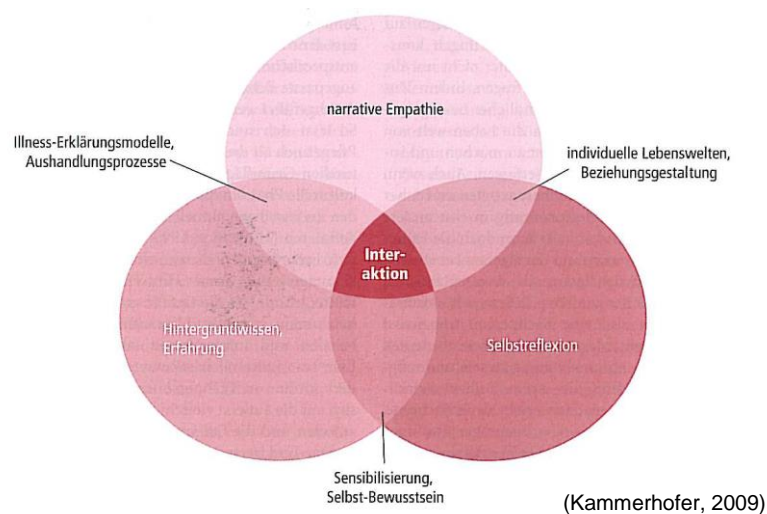 narrative Empathie
Illness-Erklärungsmodelle,
Aushandlungsprozesse
individuelle Lebenswelten,
Beziehungsgestaltung
Inter-
aktion
Hintergrundwissen,
Erfahrung
Selbstreflexion
Sensibilisierung,
Selbst-Bewusstsein
(Kammerhofer, 2009)